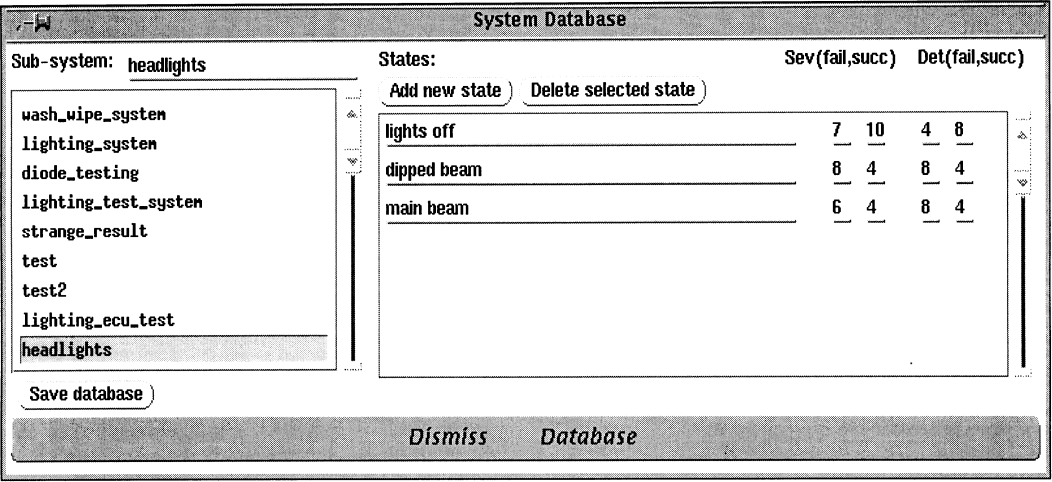 System Database
Sub-system: headlights
States:
Sev(fail,succ) Det(fail,succ)
Add new state Delete selected state
wash_wipe_system
lighting_system
diode_testing
lighting_test_system
strange_result
test
test2
lighting_ecu_test
headlights
lights off 7 10 4 8
dipped beam 8 4 8 4
main beam 6 4 8 4
Save database
Dismiss Database